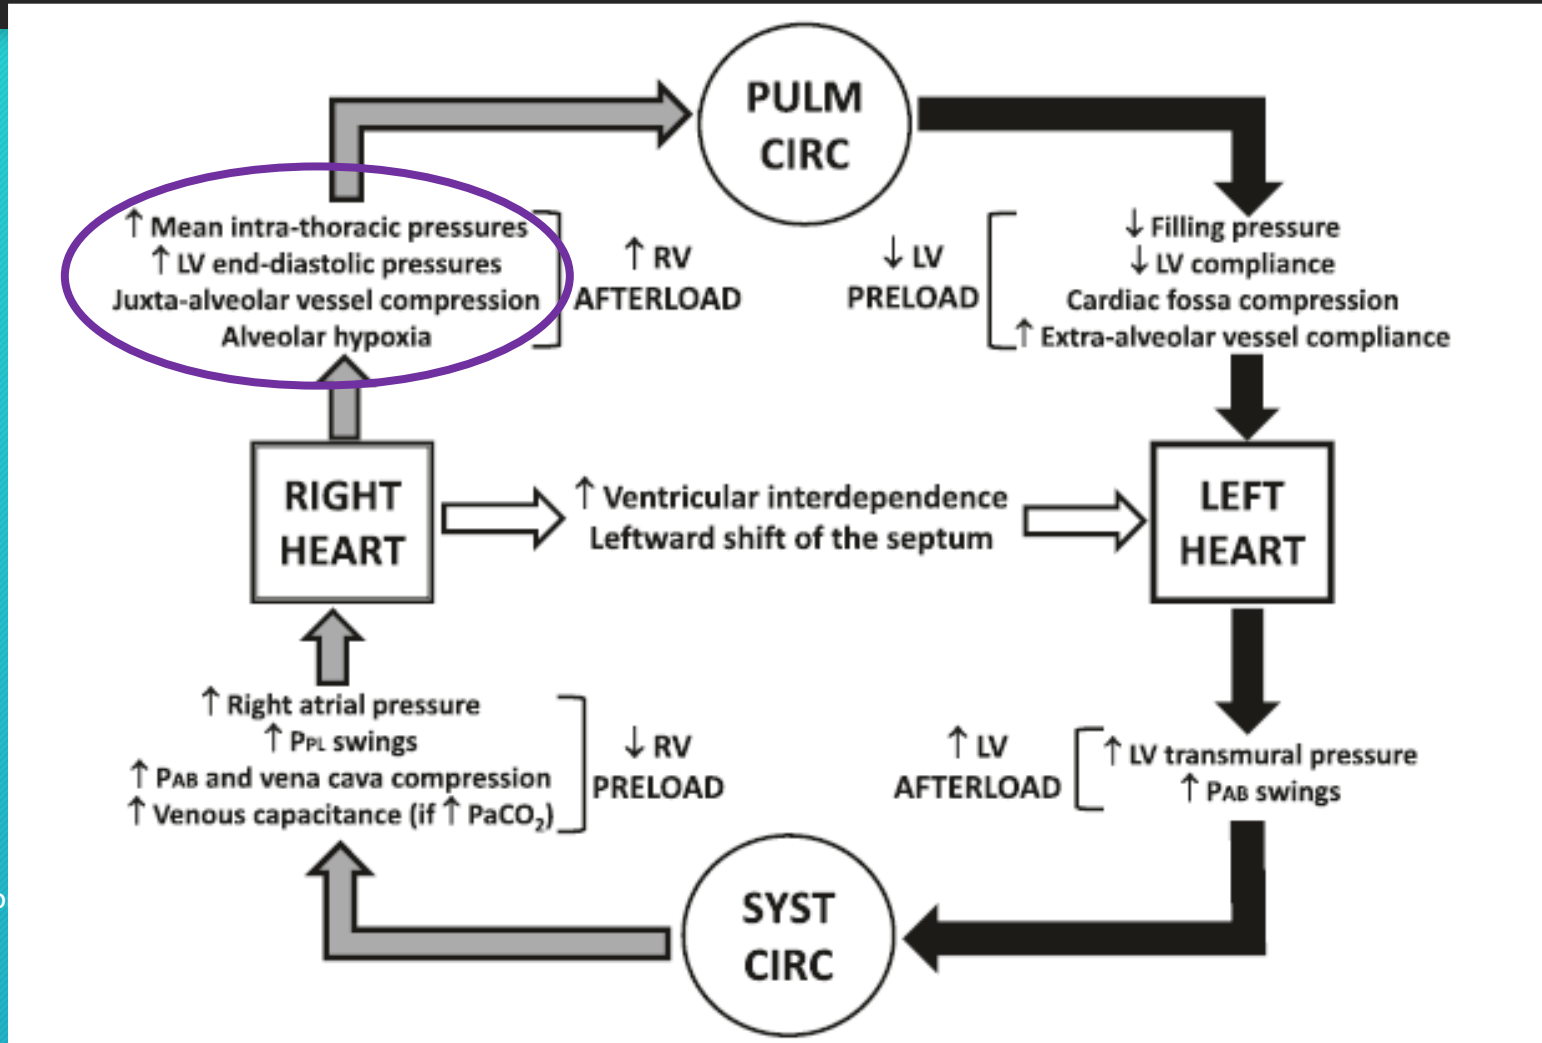 PULM
CIRC
↑ Mean intra-thoracic pressures
↑ LV end-diastolic pressures
Juxta-alveolar vessel compression
Alveolar hypoxia
↑ RV
AFTERLOAD
↓ LV
PRELOAD
↓ Filling pressure
↓ LV compliance
Cardiac fossa compression
↑ Extra-alveolar vessel compliance
RIGHT
HEART
↑ Ventricular interdependence
Leftward shift of the septum
LEFT
HEART
↑ Right atrial pressure
↑ PPL swings
↑ PAB and vena cava compression
↑ Venous capacitance (if ↑ PaCO₂)
↓ RV
PRELOAD
↑ LV
AFTERLOAD
↑ LV transmural pressure
↑ PAB swings
SYST
CIRC